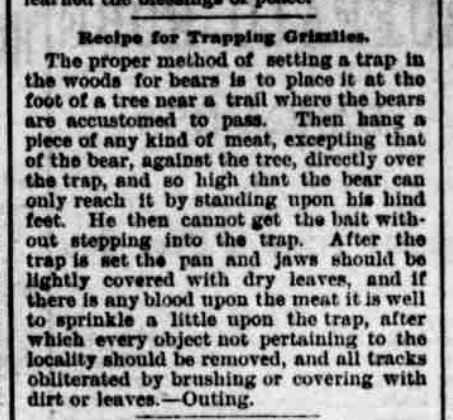 Recipe for Trapping Grizzlies.
The proper method of setting a trap in
the woods for bears is to place it at the
foot of a tree near a trail where the bears
are accustomed to pass. Then hang a
piece of any kind of meat, excepting that
of the bear, against the tree, directly over
the trap, and so high that the bear can
only reach it by standing upon his hind
feet. He then cannot get the bait with-
out stepping into the trap. After the
trap is set the pan and jaws should be
lightly covered with dry leaves, and if
there is any blood upon the meat it is well
to sprinkle a little upon the trap, after
which every object not pertaining to the
locality should be removed, and all tracks
obliterated by brushing or covering with
dirt or leaves.—Outing.